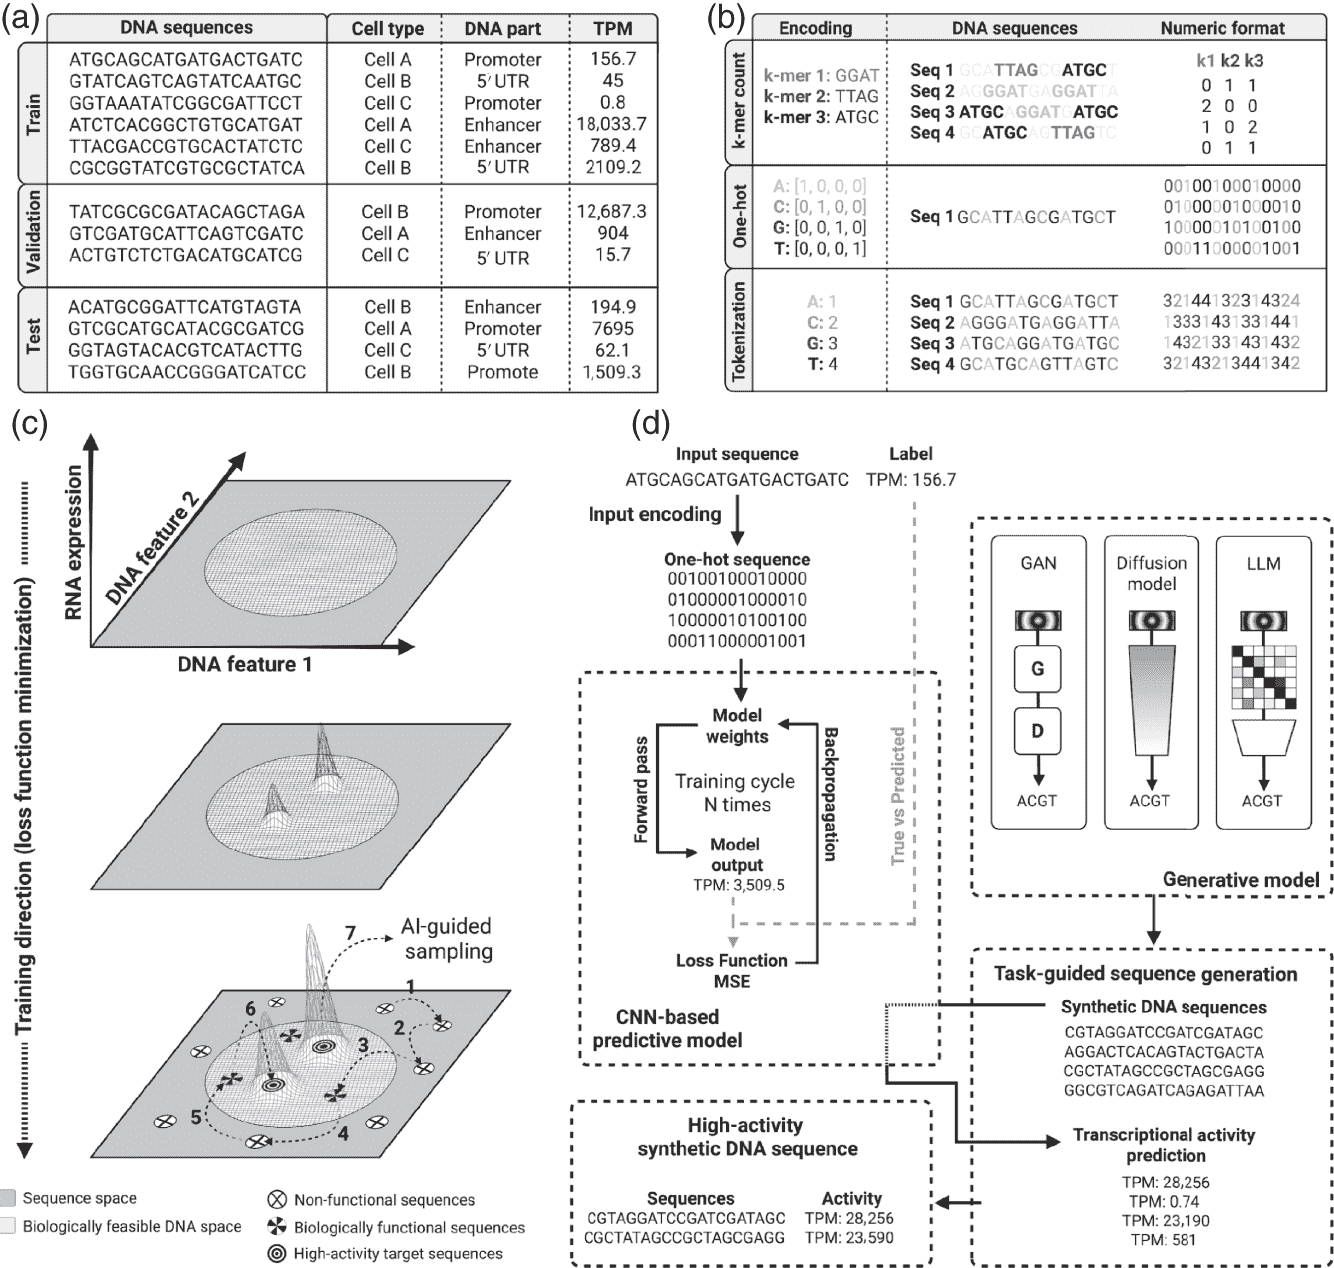 (a)
DNA sequences Cell type DNA part TPM
Train
ATGCAGCATGATGACTGATC Cell A Promoter 156.7
GTATCAGTCAGTATCAATGC Cell B 5′ UTR 45
GGTAAATATCGGCGATTCCT Cell C Promoter 0.8
ATCTCACGGCTGTGCATGAT Cell A Enhancer 18,033.7
TTACGACCGTGCACTATCTC Cell C Enhancer 789.4
CGCGGTATCGTGCGCTATCA Cell B 5′ UTR 2109.2
Validation
TATCGCGCGATACAGCTAGA Cell B Promoter 12,687.3
GTCGATGCATTCAGTCGATC Cell A Enhancer 904
ACTGTCTCTGACATGCATCG Cell C 5′ UTR 15.7
Test
ACATGCGGATTCATGTAGTA Cell B Enhancer 194.9
GTCGCATGCATACGCGATCG Cell A Promoter 7695
GGTAGTACACGTCATACTTG Cell C 5′ UTR 62.1
TGGTGCAACCGGGATCATCC Cell B Promote 1,509.3
(b)
Encoding DNA sequences Numeric format
k-mer count
k-mer 1: GGAT
k-mer 2: TTAG
k-mer 3: ATGC
Seq 1 GCATTAGCGATGCT
Seq 2 AGGGATGAGGATTA
Seq 3 ATGCAGGATGATGC
Seq 4 GCATGCAGTTAGTC
k1 k2 k3
0 1 1
2 0 0
1 0 2
0 1 1
One-hot
A: [1, 0, 0, 0]
C: [0, 1, 0, 0]
G: [0, 0, 1, 0]
T: [0, 0, 0, 1]
Seq 1 GCATTAGCGATGCT
00100100010000
01000001000010
10000010100100
00011000001001
Tokenization
A: 1
C: 2
G: 3
T: 4
Seq 1 GCATTAGCGATGCT 32144132314324
Seq 2 AGGGATGAGGATTA 13331431331441
Seq 3 ATGCAGGATGATGC 14321331431432
Seq 4 GCATGCAGTTAGTC 32143213441342
(c)
Training direction (loss function minimization)
RNA expression
DNA feature 2
DNA feature 1
7
AI-guided
sampling
1
6
2
3
5
4
Sequence space
Biologically feasible DNA space
Non-functional sequences
Biologically functional sequences
High-activity target sequences
(d)
Input sequence Label
ATGCAGCATGATGACTGATC TPM: 156.7
Input encoding
One-hot sequence
00100100010000
01000001000010
10000010100100
00011000001001
Model
weights
Forward pass
Training cycle
N times
Backpropagation
True vs Predicted
Model
output
TPM: 3,509.5
Loss Function
MSE
CNN-based
predictive model
GAN
G
D
ACGT
Diffusion
model
ACGT
LLM
ACGT
Generative model
Task-guided sequence generation
Synthetic DNA sequences
CGTAGGATCCGATCGATAGC
AGGACTCACAGTACTGACTA
CGCTATAGCCGCTAGCGAGG
GGCGTCAGATCAGAGATTAA
Transcriptional activity
prediction
TPM: 28,256
TPM: 0.74
TPM: 23,190
TPM: 581
High-activity
synthetic DNA sequence
Sequences Activity
CGTAGGATCCGATCGATAGC TPM: 28,256
CGCTATAGCCGCTAGCGAGG TPM: 23,590